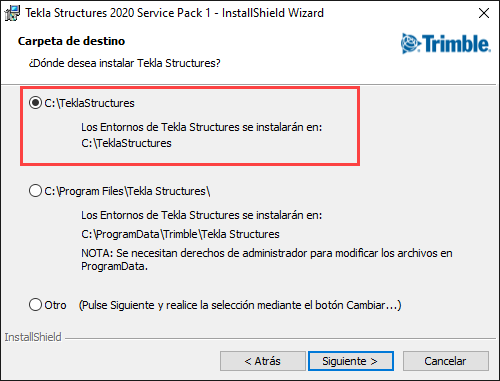 Tekla Structures 2020 Service Pack 1 - InstallShield Wizard
Carpeta de destino
¿Dónde desea instalar Tekla Structures?
Trimble
C:\TeklaStructures
Los Entornos de Tekla Structures se instalarán en:
C:\TeklaStructures
C:\Program Files\Tekla Structures\
Los Entornos de Tekla Structures se instalarán en:
C:\ProgramData\Trimble\Tekla Structures
NOTA: Se necesitan derechos de administrador para modificar los archivos en
ProgramData.
Otro (Pulse Siguiente y realice la selección mediante el botón Cambiar...)
InstallShield
< Atrás Siguiente > Cancelar